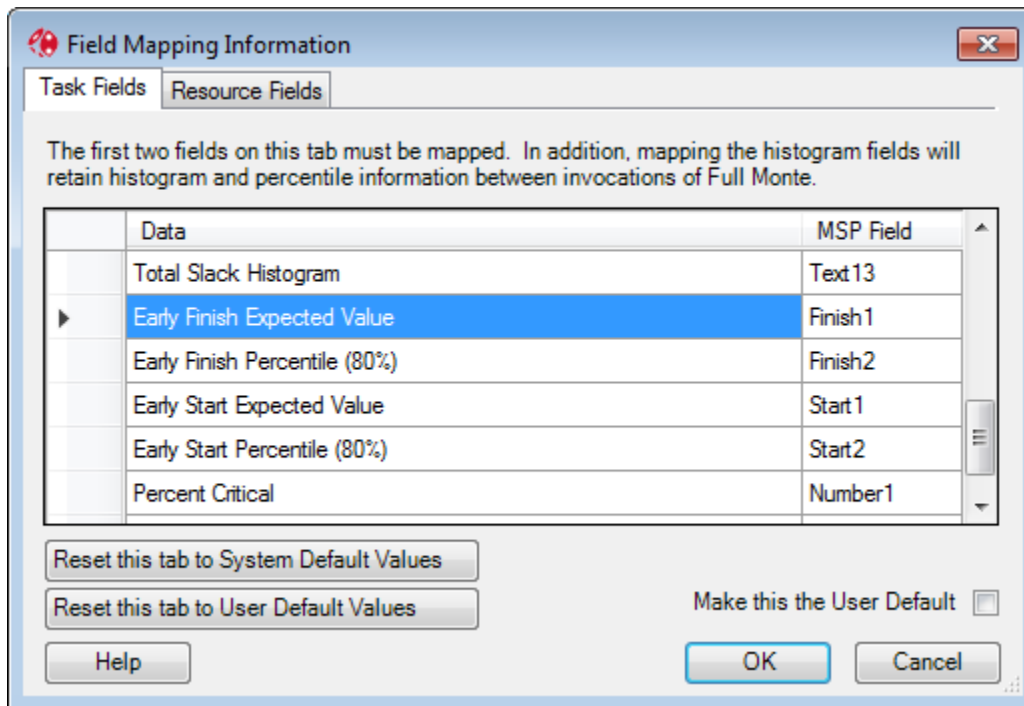 Field Mapping Information
Task Fields Resource Fields
The first two fields on this tab must be mapped. In addition, mapping the histogram fields will
retain histogram and percentile information between invocations of Full Monte.
Data MSP Field
Total Slack Histogram Text13
Early Finish Expected Value Finish1
Early Finish Percentile (80%) Finish2
Early Start Expected Value Start1
Early Start Percentile (80%) Start2
Percent Critical Number1
Reset this tab to System Default Values
Reset this tab to User Default Values Make this the User Default
Help OK Cancel